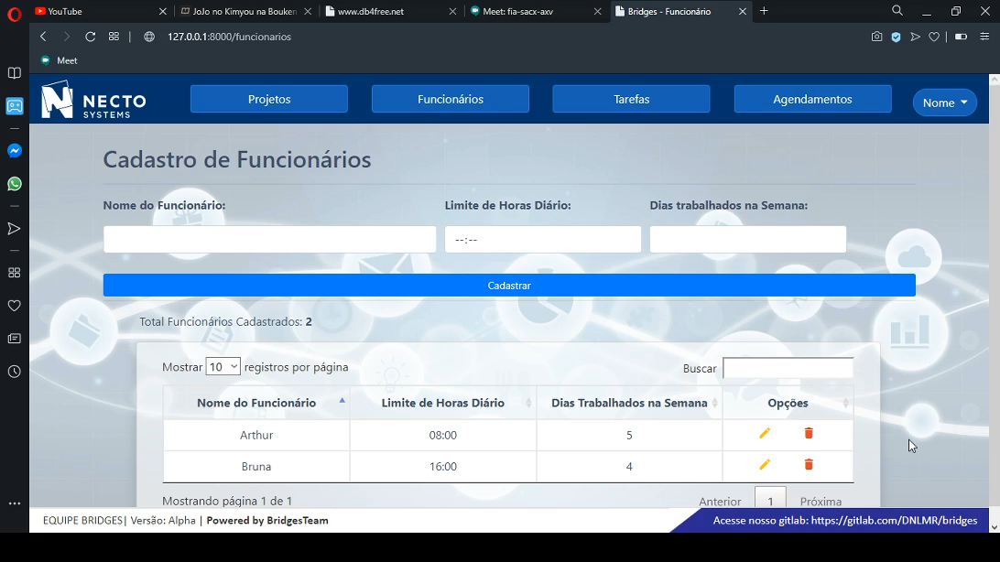 YouTube
JoJo no Kimyou na Bouken
www.db4free.net
Meet: fia-sacx-axv
Bridges - Funcionário
127.0.0.1:8000/funcionarios
Meet
NECTO
SYSTEMS
Projetos
Funcionários
Tarefas
Agendamentos
Nome
Cadastro de Funcionários
Nome do Funcionário:
Limite de Horas Diário:
Dias trabalhados na Semana:
--:--
Cadastrar
Total Funcionários Cadastrados: 2
Mostrar 10 registros por página
Buscar
Nome do Funcionário
Limite de Horas Diário
Dias Trabalhados na Semana
Opções
Arthur
08:00
5
Bruna
16:00
4
Mostrando página 1 de 1
Anterior
1
Próxima
EQUIPE BRIDGES| Versão: Alpha | Powered by BridgesTeam
Acesse nosso gitlab: https://gitlab.com/DNLMR/bridges